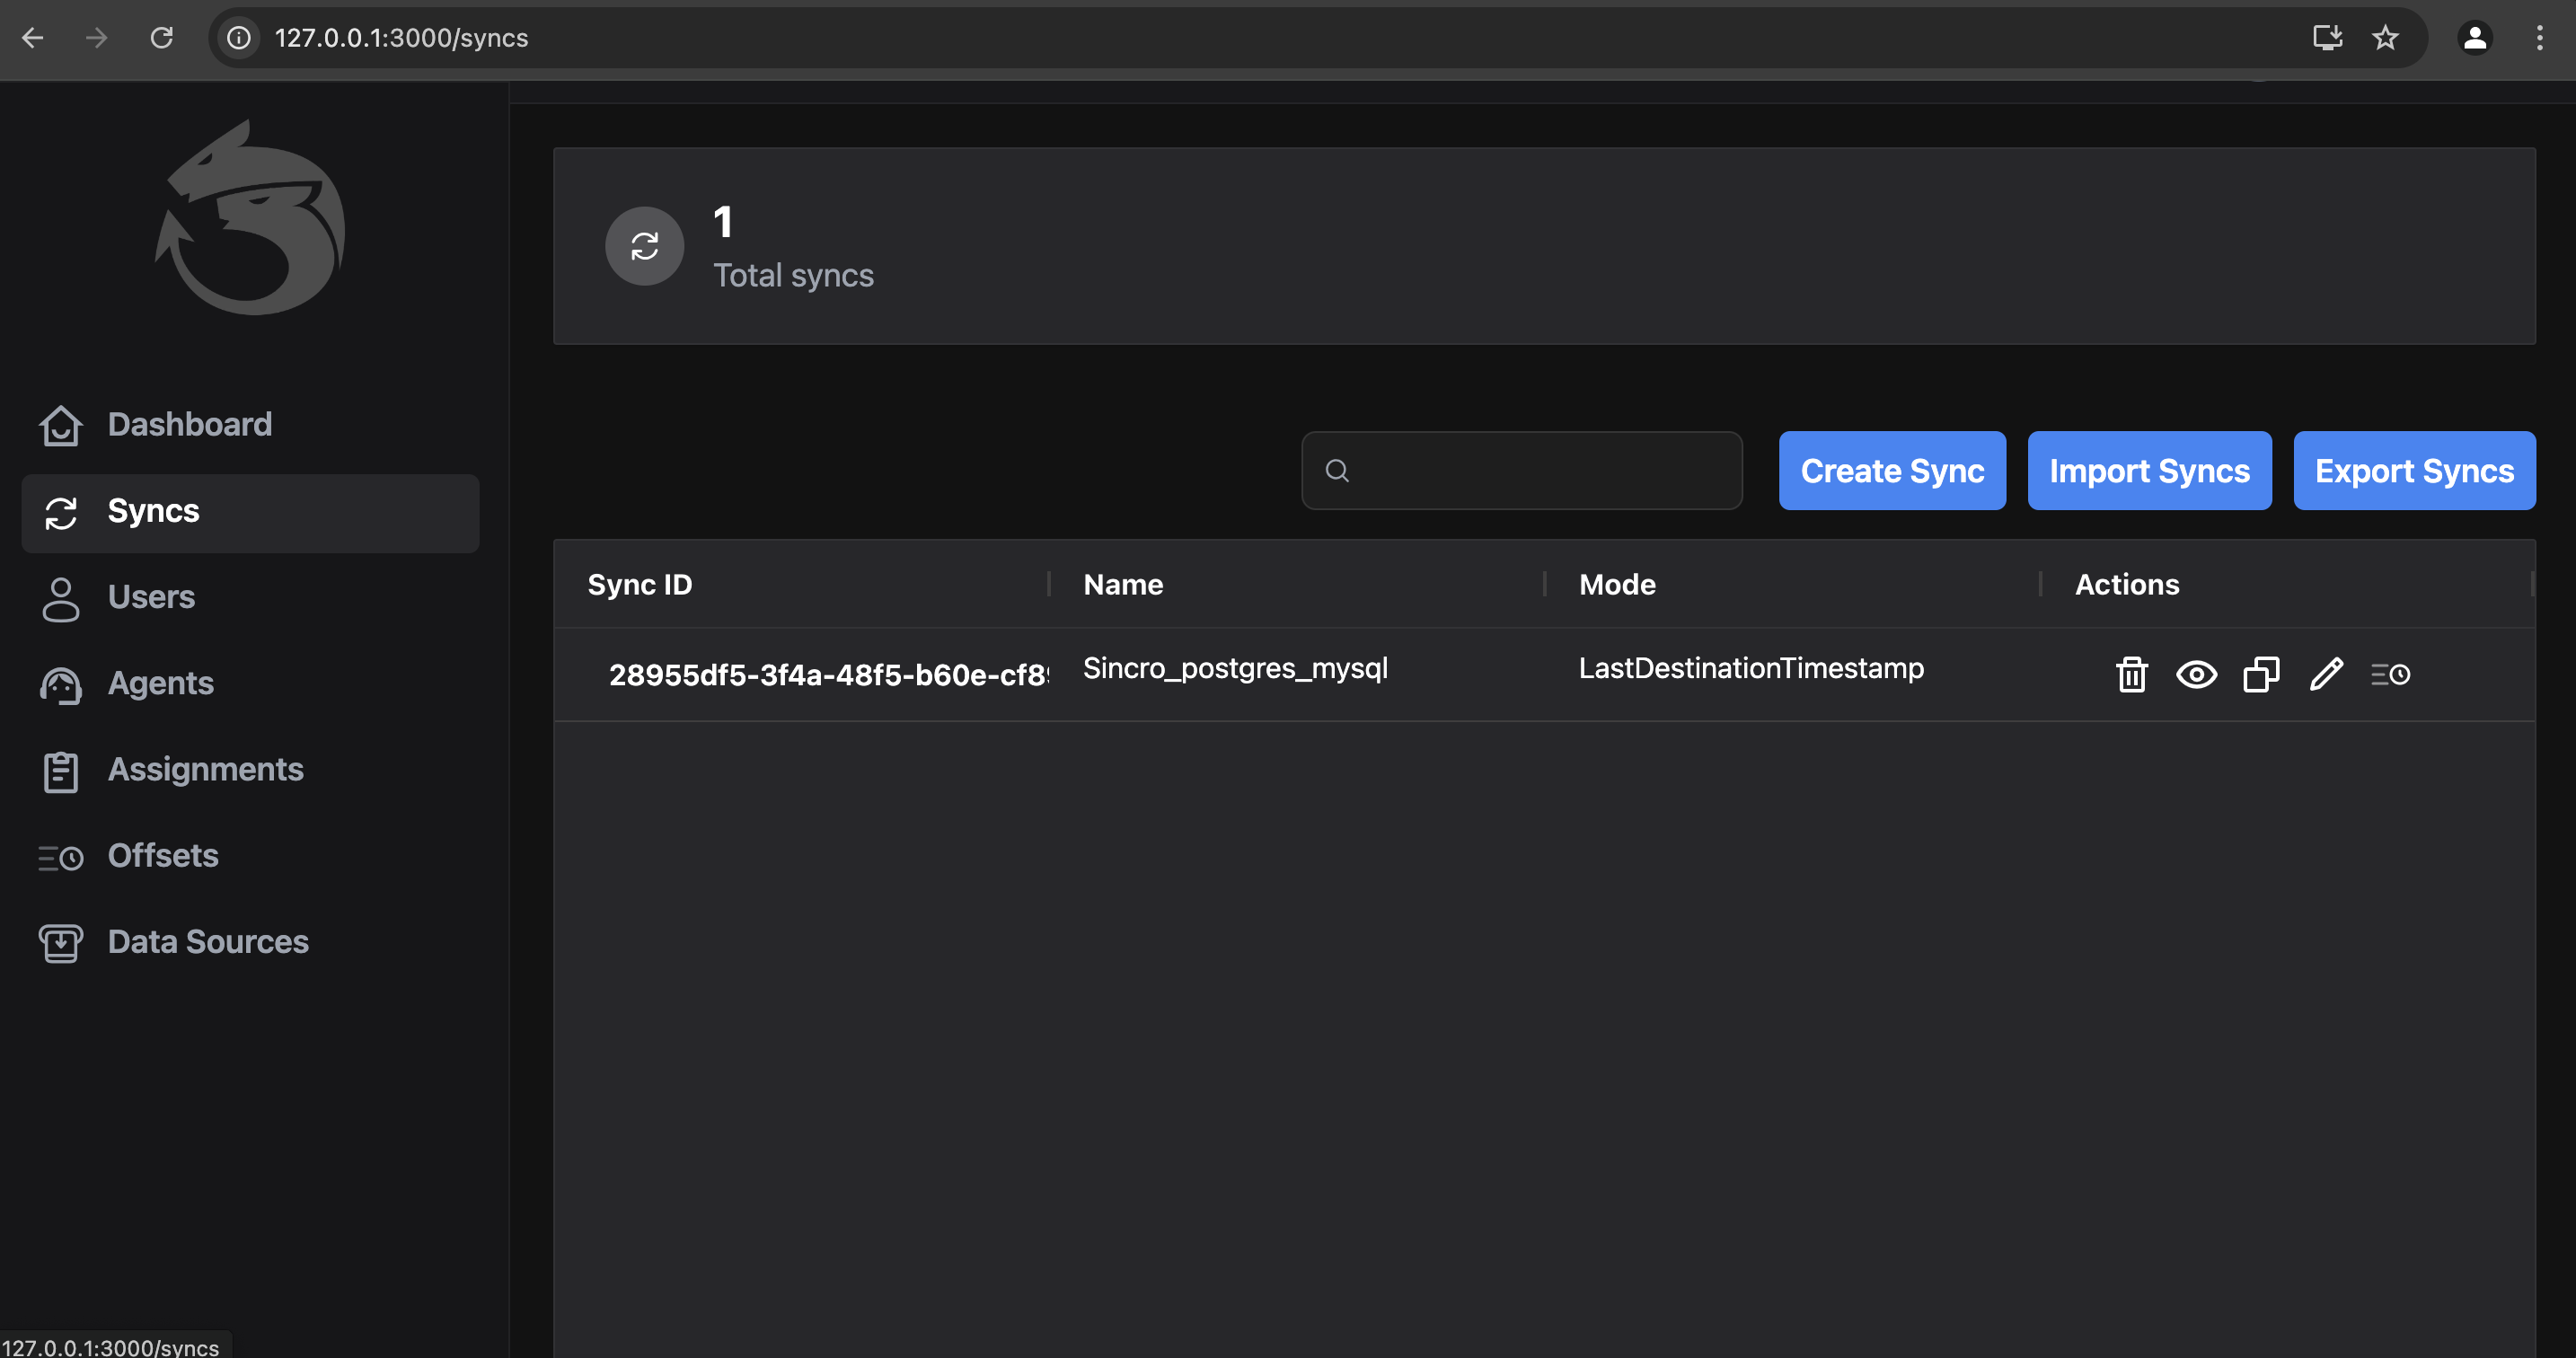 127.0.0.1:3000/syncs
1
Total syncs
Dashboard
Syncs
Users
Agents
Assignments
Offsets
Data Sources
Create Sync
Import Syncs
Export Syncs
Sync ID Name Mode Actions
28955df5-3f4a-48f5-b60e-cf8 Sincro_postgres_mysql LastDestinationTimestamp
127.0.0.1:3000/syncs